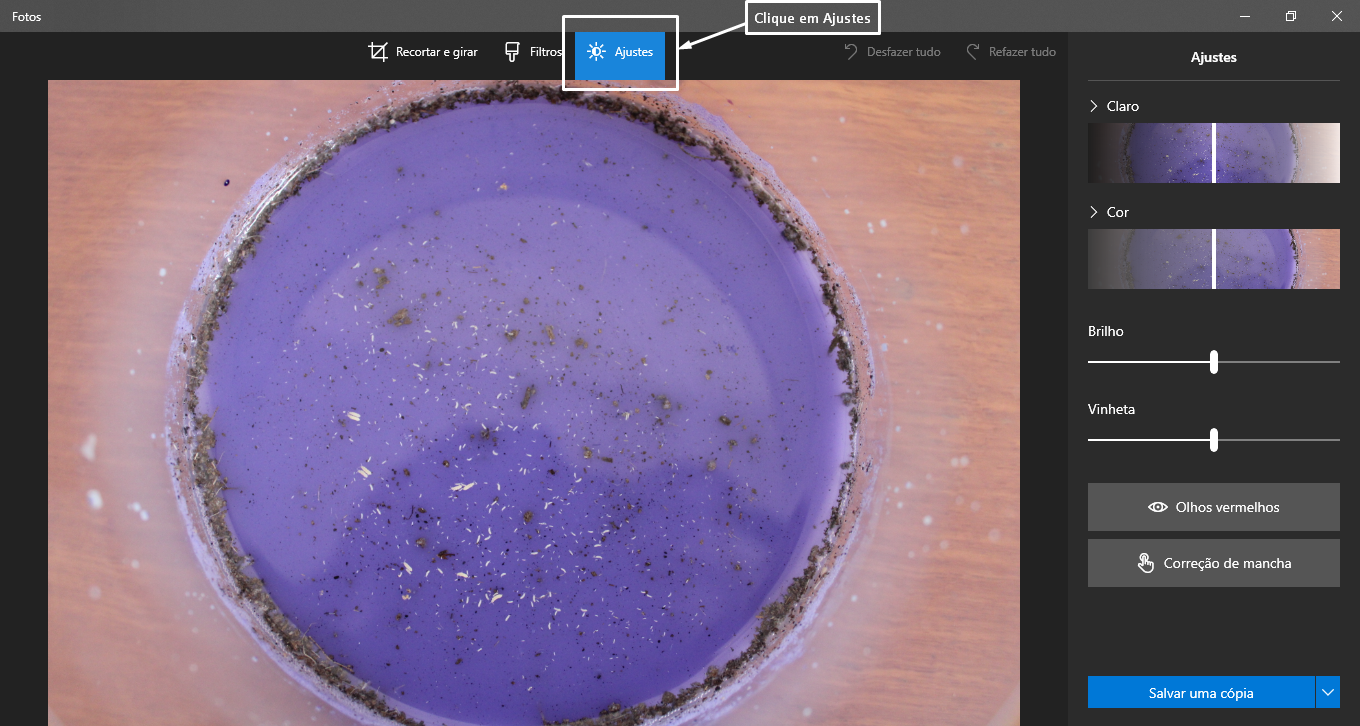 Fotos
Clique em Ajustes
Recortar e girar
Filtros
Ajustes
Desfazer tudo
Refazer tudo
Ajustes
Claro
Cor
Brilho
Vinheta
Olhos vermelhos
Correção de mancha
Salvar uma cópia